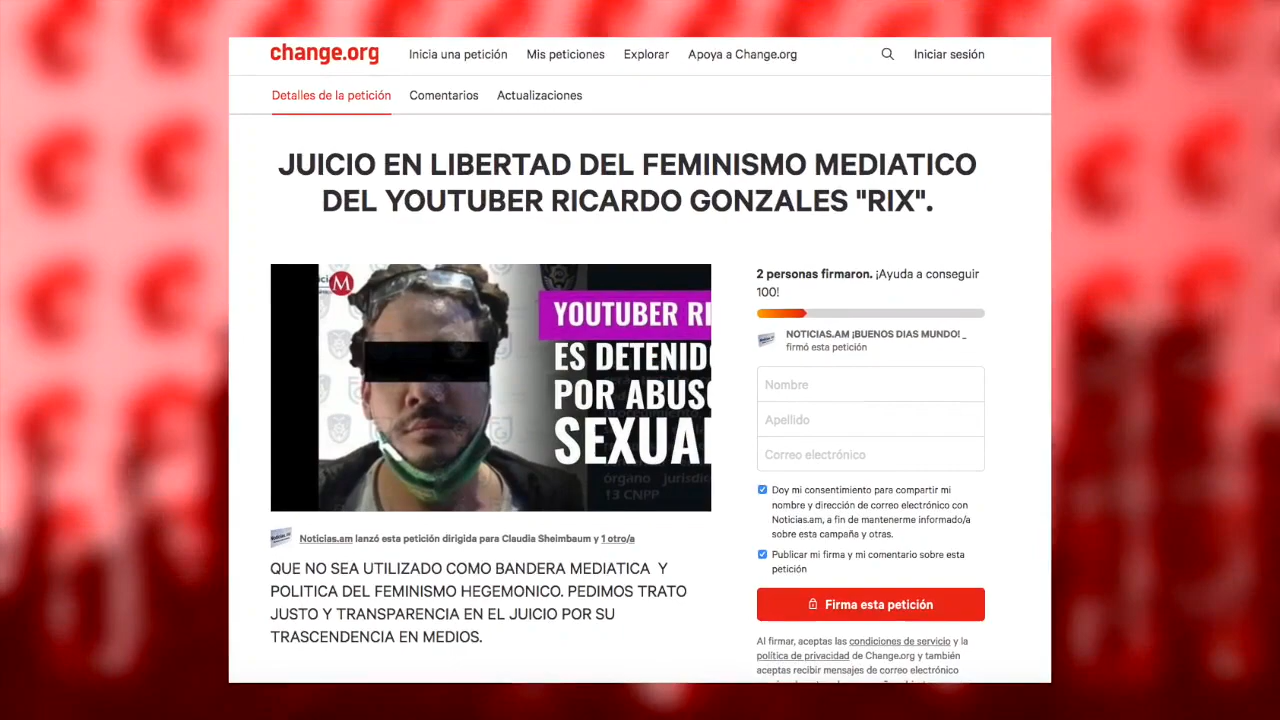 change.org
Inicia una petición
Mis peticiones
Explorar
Apoya a Change.org
Iniciar sesión
Detalles de la petición
Comentarios
Actualizaciones
JUICIO EN LIBERTAD DEL FEMINISMO MEDIATICO
DEL YOUTUBER RICARDO GONZALES "RIX".
M
YOUTUBER RI
ES DETENIDO
POR ABUSO
SEXUAL
órgano jurisdic
13 CNPP
2 personas firmaron. ¡Ayuda a conseguir
100!
NOTICIAS.AM ¡BUENOS DIAS MUNDO! _
firmó esta petición
Nombre
Apellido
Correo electrónico
Doy mi consentimiento para compartir mi
nombre y dirección de correo electrónico con
Noticias.am, a fin de mantenerme informado/a
sobre esta campaña y otras.
Publicar mi firma y mi comentario sobre esta
petición
Firma esta petición
Al firmar, aceptas las condiciones de servicio y la
política de privacidad de Change.org y también
aceptas recibir mensajes de correo electrónico
Noticias.am lanzó esta petición dirigida para Claudia Sheimbaum y 1 otro/a
QUE NO SEA UTILIZADO COMO BANDERA MEDIATICA Y
POLITICA DEL FEMINISMO HEGEMONICO. PEDIMOS TRATO
JUSTO Y TRANSPARENCIA EN EL JUICIO POR SU
TRASCENDENCIA EN MEDIOS.